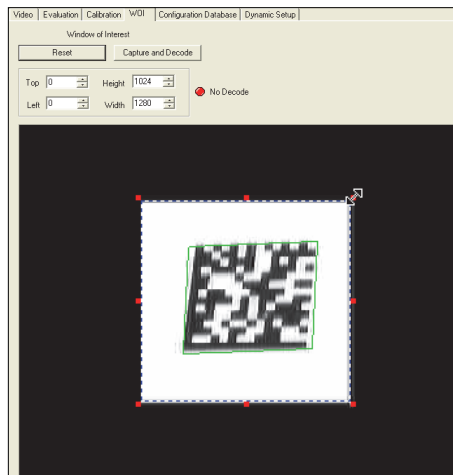 Video Evaluation Calibration WOI Configuration Database Dynamic Setup
Window of Interest
Reset Capture and Decode
Top 0 Height 1024
Left 0 Width 1280
No Decode